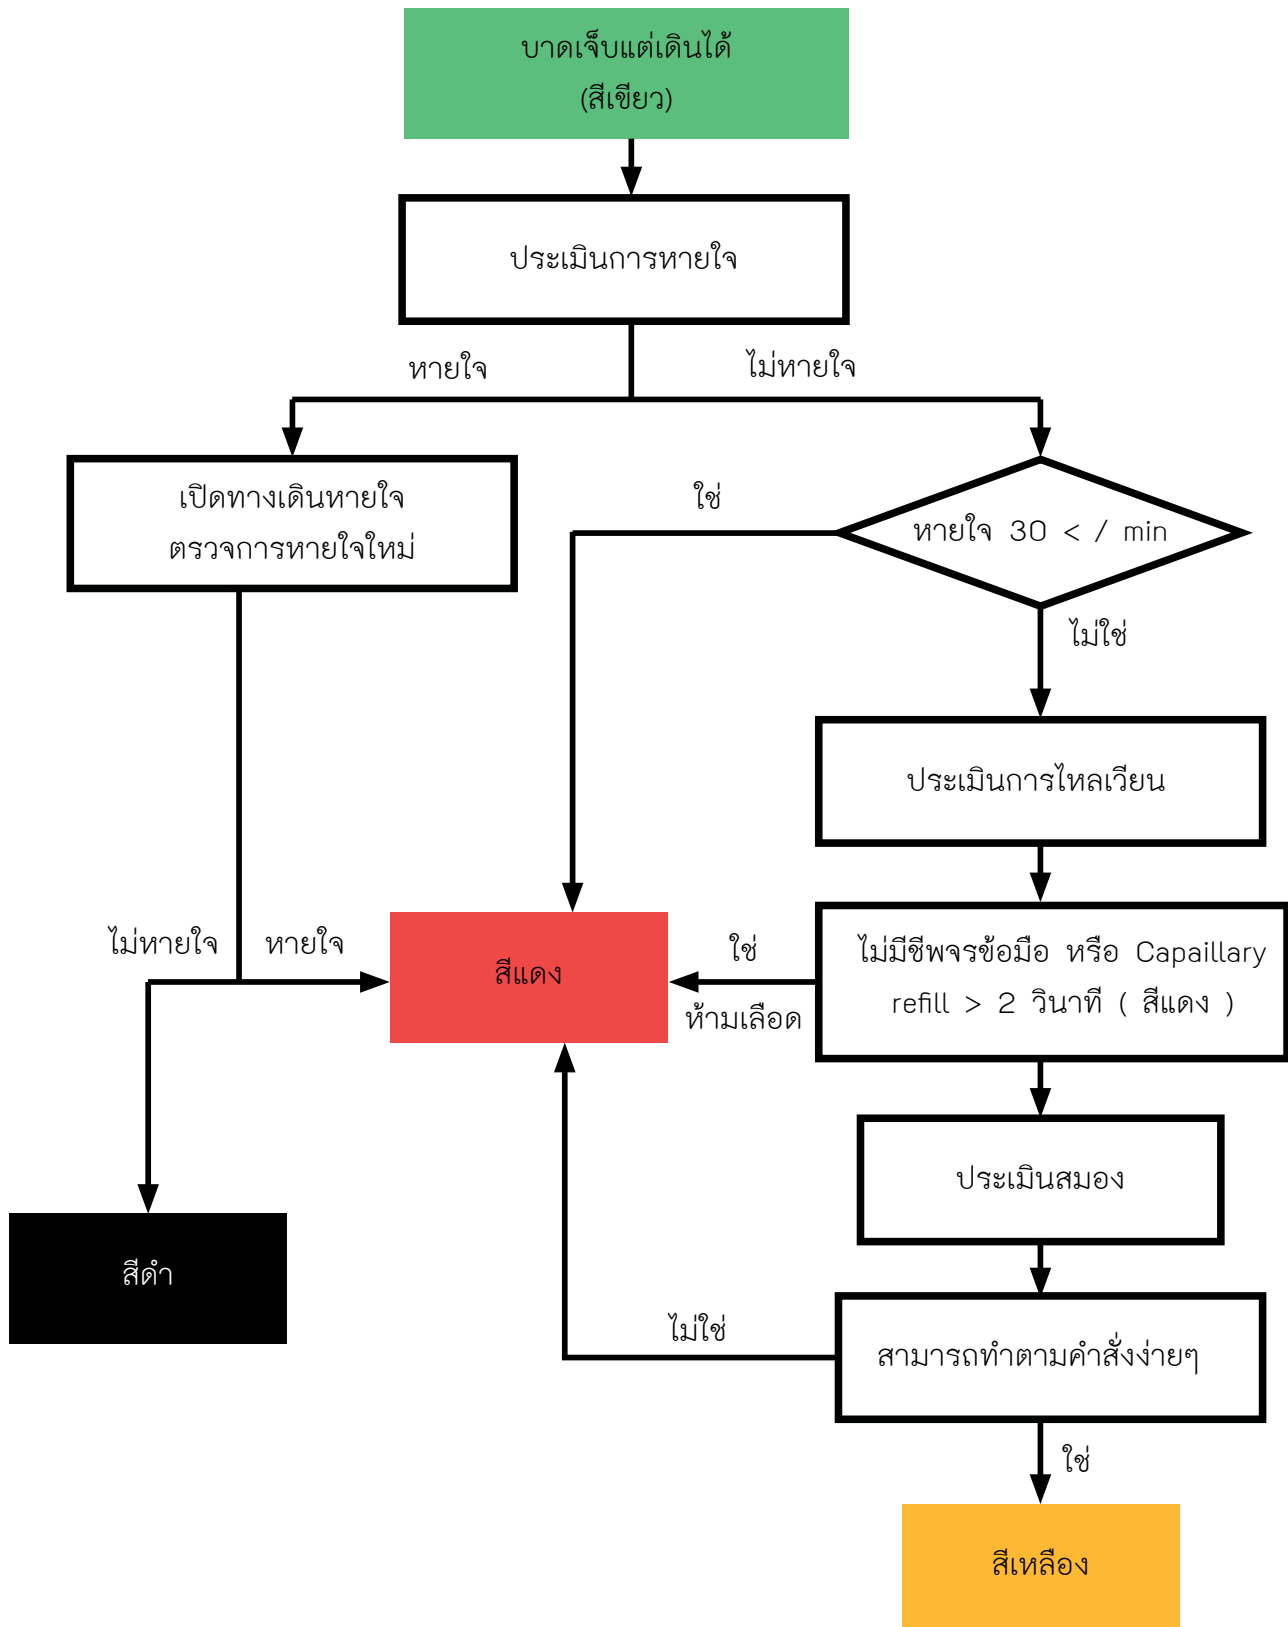 บาดเจ็บแต่เดินได้
(สีเขียว)
ประเมินการหายใจ
หายใจ
ไม่หายใจ
เปิดทางเดินหายใจ
ตรวจการหายใจใหม่
ใช่
หายใจ 30 < / min
ไม่ใช่
ประเมินการไหลเวียน
ไม่หายใจ
หายใจ
สีแดง
ใช่
ห้ามเลือด
ไม่มีชีพจรข้อมือ หรือ Capaillary
refill > 2 วินาที ( สีแดง )
ประเมินสมอง
สีดำ
ไม่ใช่
สามารถทำตามคำสั่งง่ายๆ
ใช่
สีเหลือง